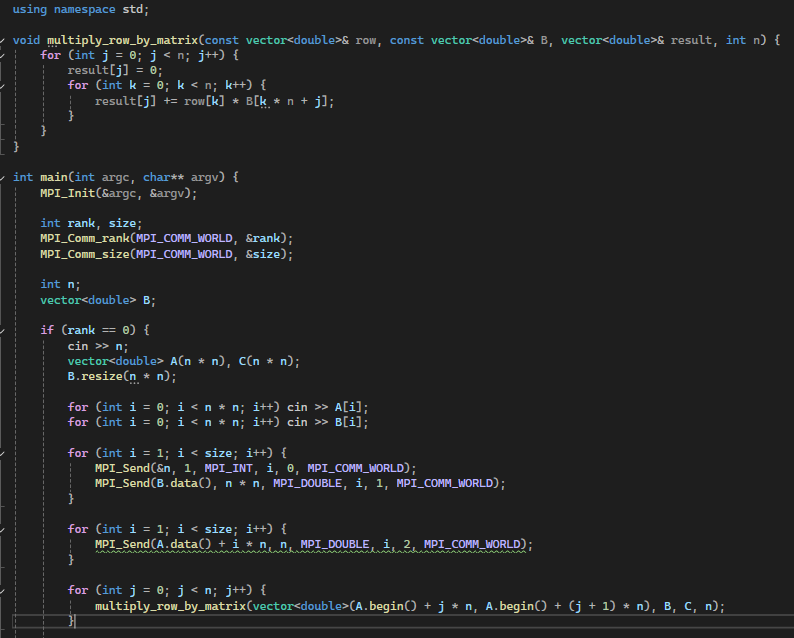 using namespace std;
void multiply_row_by_matrix(const vector<double>& row, const vector<double>& B, vector<double>& result, int n) {
for (int j = 0; j < n; j++) {
result[j] = 0;
for (int k = 0; k < n; k++) {
result[j] += row[k] * B[k * n + j];
}
}
}
int main(int argc, char** argv) {
MPI_Init(&argc, &argv);
int rank, size;
MPI_Comm_rank(MPI_COMM_WORLD, &rank);
MPI_Comm_size(MPI_COMM_WORLD, &size);
int n;
vector<double> B;
if (rank == 0) {
cin >> n;
vector<double> A(n * n), C(n * n);
B.resize(n * n);
for (int i = 0; i < n * n; i++) cin >> A[i];
for (int i = 0; i < n * n; i++) cin >> B[i];
for (int i = 1; i < size; i++) {
MPI_Send(&n, 1, MPI_INT, i, 0, MPI_COMM_WORLD);
MPI_Send(B.data(), n * n, MPI_DOUBLE, i, 1, MPI_COMM_WORLD);
}
for (int i = 1; i < size; i++) {
MPI_Send(A.data() + i * n, n, MPI_DOUBLE, i, 2, MPI_COMM_WORLD);
}
for (int j = 0; j < n; j++) {
multiply_row_by_matrix(vector<double>(A.begin() + j * n, A.begin() + (j + 1) * n), B, C, n);
}